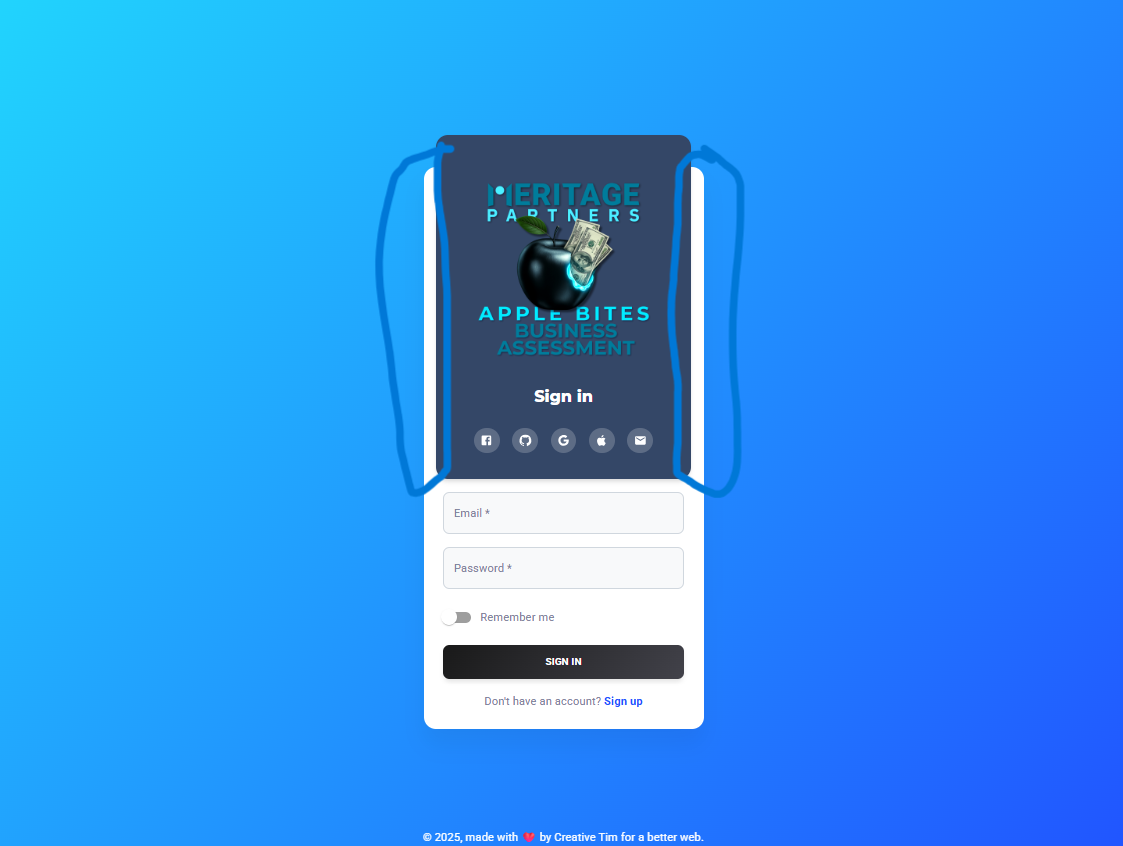 MERITAGE
PARTNERS
APPLE BITES
BUSINESS
ASSESSMENT
Sign in
Email *
Password *
Remember me
SIGN IN
Don't have an account? Sign up
© 2025, made with ♥ by Creative Tim for a better web.